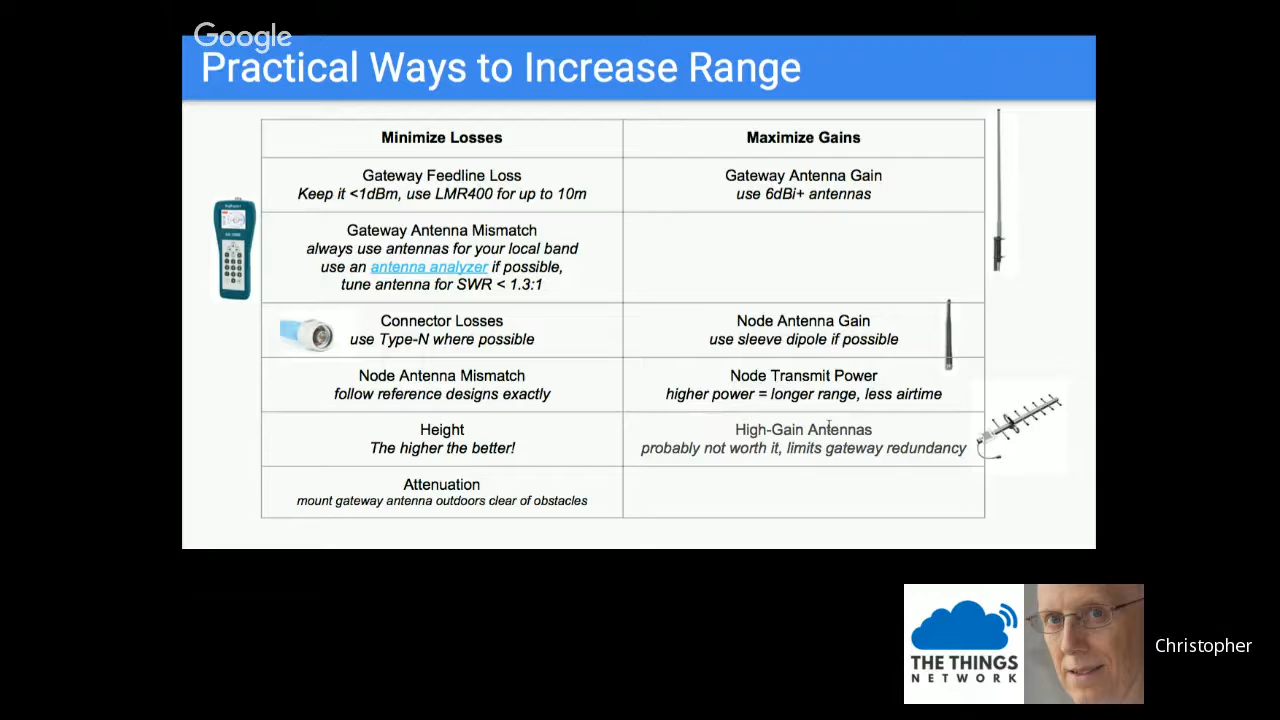 Google
Practical Ways to Increase Range
Minimize Losses
Maximize Gains
Gateway Feedline Loss
Keep it <1dBm, use LMR400 for up to 10m
Gateway Antenna Gain
use 6dBi+ antennas
Gateway Antenna Mismatch
always use antennas for your local band
use an antenna analyzer if possible,
tune antenna for SWR < 1.3:1
Connector Losses
use Type-N where possible
Node Antenna Gain
use sleeve dipole if possible
Node Antenna Mismatch
follow reference designs exactly
Node Transmit Power
higher power = longer range, less airtime
Height
The higher the better!
High-Gain Antennas
probably not worth it, limits gateway redundancy
Attenuation
mount gateway antenna outdoors clear of obstacles
THE THINGS
NETWORK
Christopher